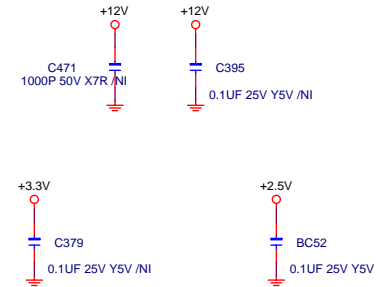 +12V
+12V
C471
1000P 50V X7R /NI
C395
0.1UF 25V Y5V /NI
+3.3V
+2.5V
C379
0.1UF 25V Y5V /NI
BC52
0.1UF 25V Y5V